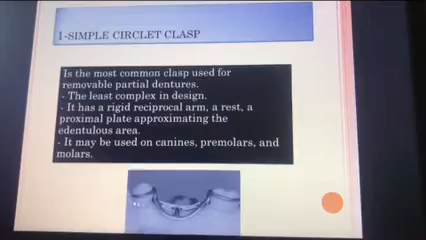 1-SIMPLE CIRCLET CLASP
Is the most common clasp used for
removable partial dentures.
- The least complex in design.
- It has a rigid reciprocal arm, a rest, a
proximal plate approximating the
edentulous area.
- It may be used on canines, premolars, and
molars.